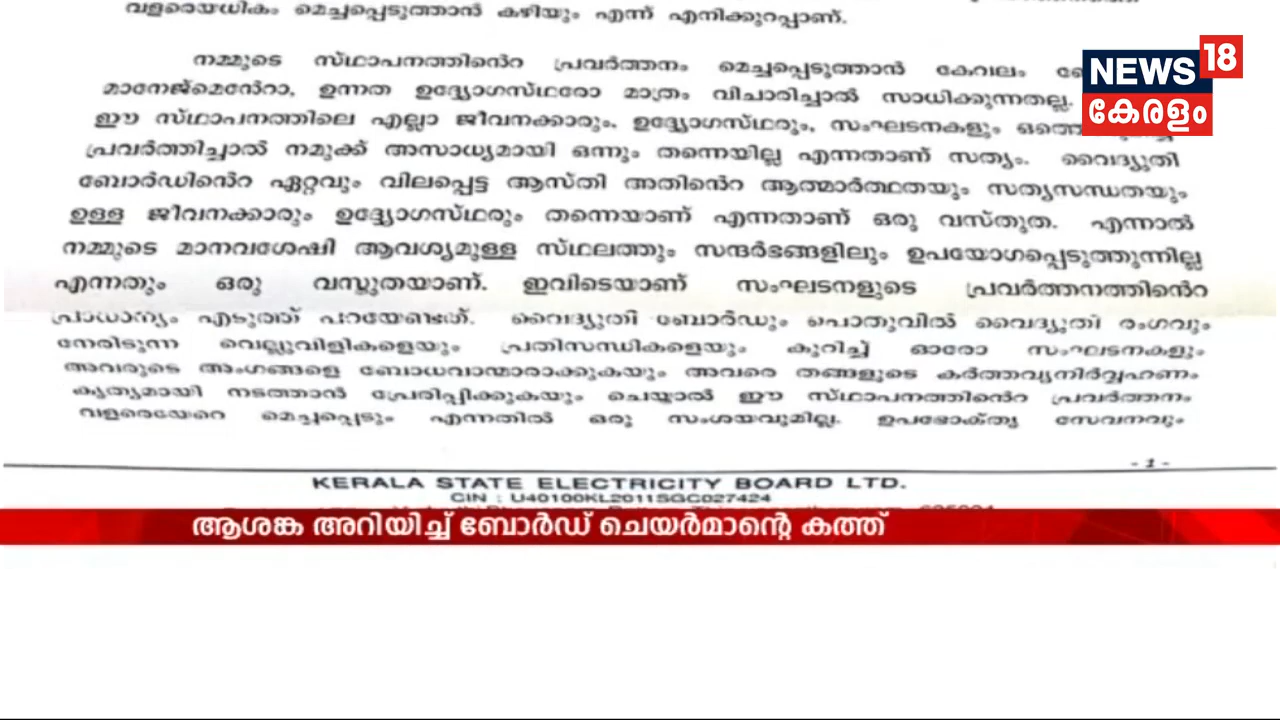 വളരെയധികം മെച്ചപ്പെടുത്താൻ കഴിയും എന്ന് എനിക്കുറപ്പാണ്.
നമ്മുടെ സ്ഥാപനത്തിൻെറ പ്രവർത്തനം മെച്ചപ്പെടുത്താൻ കേവലം
NEWS 18
കേരളം
മാനേജ്മെൻേറാ, ഉന്നത ഉദ്ദ്യോഗസ്ഥരോ മാത്രം വിചാരിച്ചാൽ സാധിക്കുന്നതല്ല.
ഈ സ്ഥാപനത്തിലെ എല്ലാ ജീവനക്കാരും, ഉദ്ദ്യോഗസ്ഥരും, സംഘടനകളും
പ്രവർത്തിച്ചാൽ നമുക്ക് അസാധ്യമായി ഒന്നും തന്നെയില്ല എന്നതാണ് സത്യം. വൈദ്യുതി
ബോർഡിൻെറ ഏറ്റവും വിലപ്പെട്ട ആസ്തി അതിൻെറ ആത്മാർത്ഥതയും സത്യസന്ധതയും
ഉള്ള ജീവനക്കാരും ഉദ്ദ്യോഗസ്ഥരും തന്നെയാണ് എന്നതാണ് ഒരു വസ്തുത. എന്നാൽ
നമ്മുടെ മാനവശേഷി ആവശ്യമുള്ള സ്ഥലത്തും സന്ദർഭങ്ങളിലും ഉപയോഗപ്പെടുത്തുന്നില്ല
എന്നതും ഒരു വസ്തുതയാണ്. ഇവിടെയാണ് സംഘടനളുടെ പ്രവർത്തനത്തിൻെറ
പ്രാധാന്യം എടുത്ത് പറയേണ്ടത്. വൈദ്യുതി ബോർഡും പൊതുവിൽ വൈദ്യുതി രംഗവും
നേരിടുന്ന വെല്ലുവിളികളെയും പ്രതിസന്ധികളെയും കുറിച്ച് ഓരോ സംഘടനകളും
അവരുടെ അംഗങ്ങളെ ബോധവാന്മാരാക്കുകയും അവരെ തങ്ങളുടെ കർത്തവ്യനിർവ്വഹണം
കൃത്യമായി നടത്താൻ പ്രേരിപ്പിക്കുകയും ചെയ്താൽ ഈ സ്ഥാപനത്തിൻെറ പ്രവർത്തനം
വളരെയേറെ മെച്ചപ്പെടും എന്നതിൽ ഒരു സംശയവുമില്ല. ഉപഭോക്തൃ സേവനവും
-1-
KERALA STATE ELECTRICITY BOARD LTD.
CIN : U40100KL2011SGC027424
ആശങ്ക അറിയിച്ച് ബോർഡ് ചെയർമാന്റെ കത്ത്